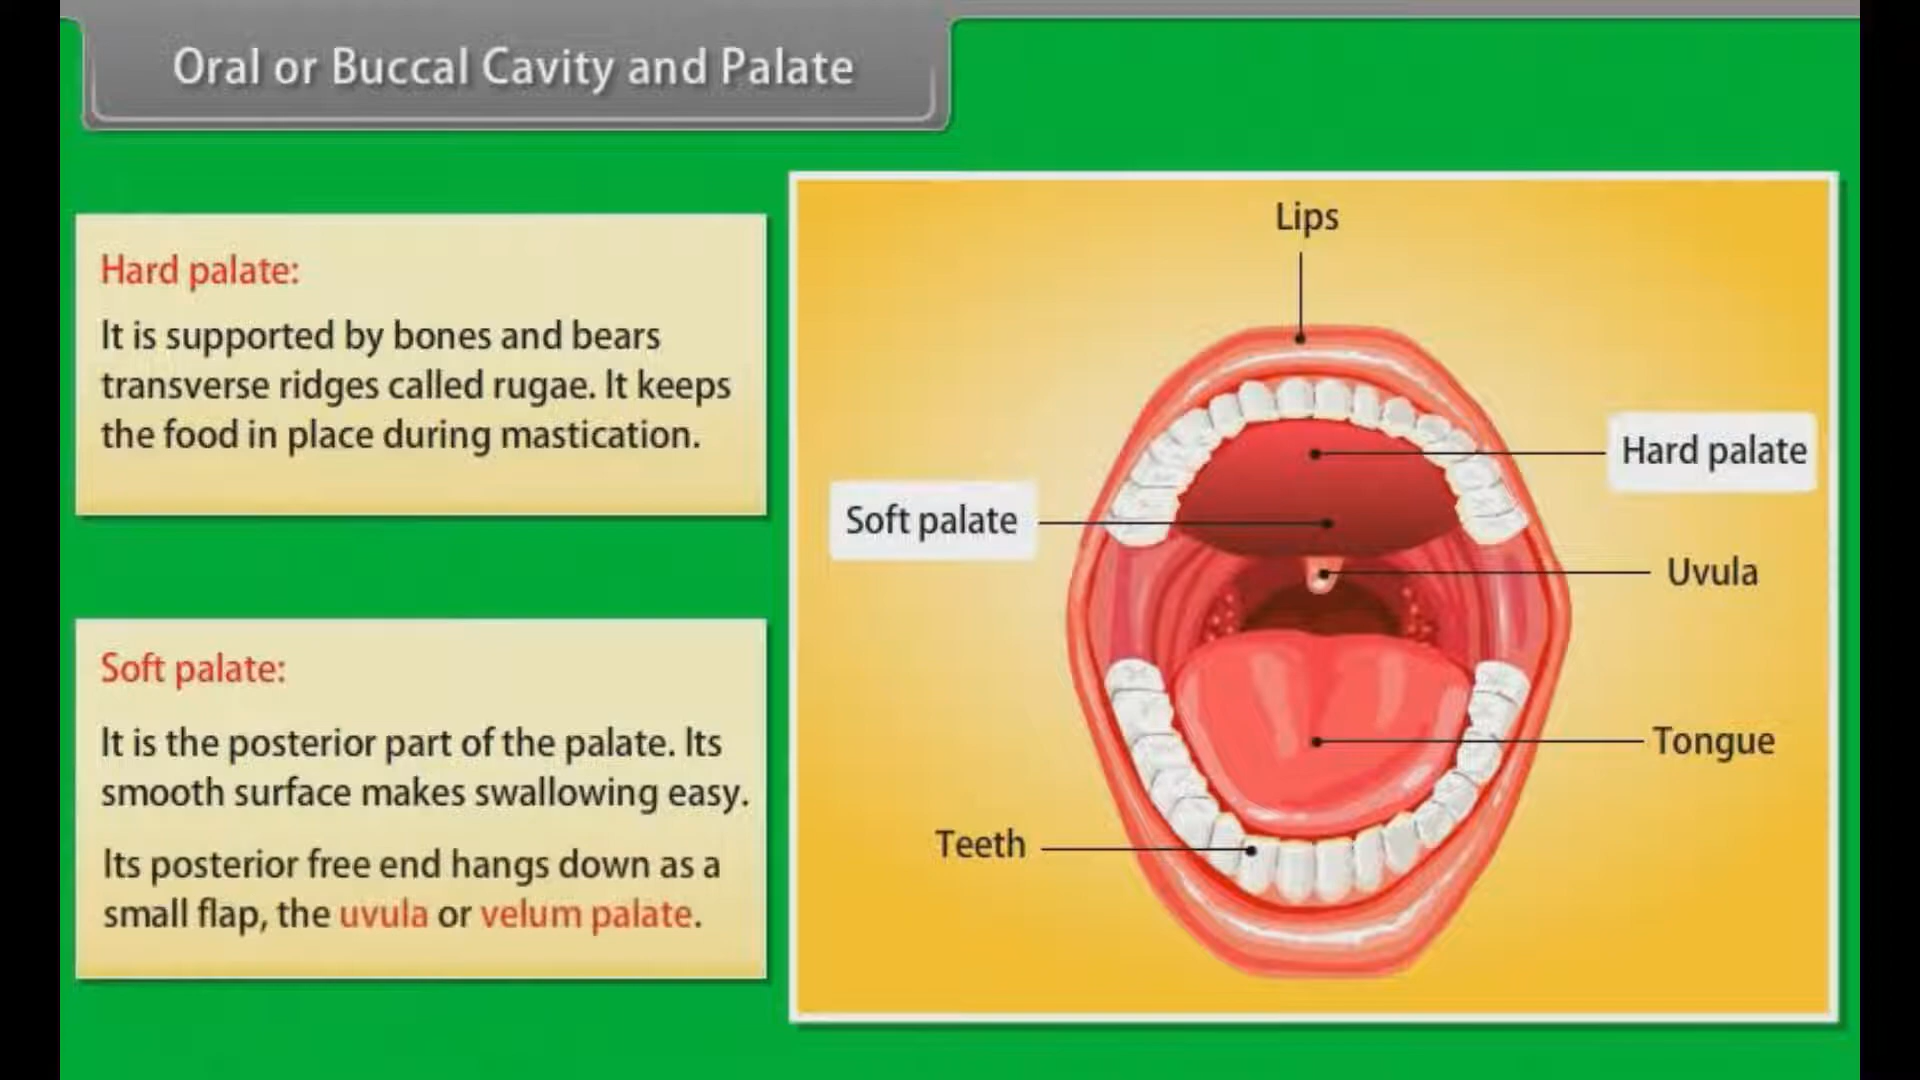 Oral or Buccal Cavity and Palate
Hard palate:
It is supported by bones and bears
transverse ridges called rugae. It keeps
the food in place during mastication.
Soft palate:
It is the posterior part of the palate. Its
smooth surface makes swallowing easy.
Its posterior free end hangs down as a
small flap, the uvula or velum palate.
Lips
Hard palate
Soft palate
Uvula
Tongue
Teeth